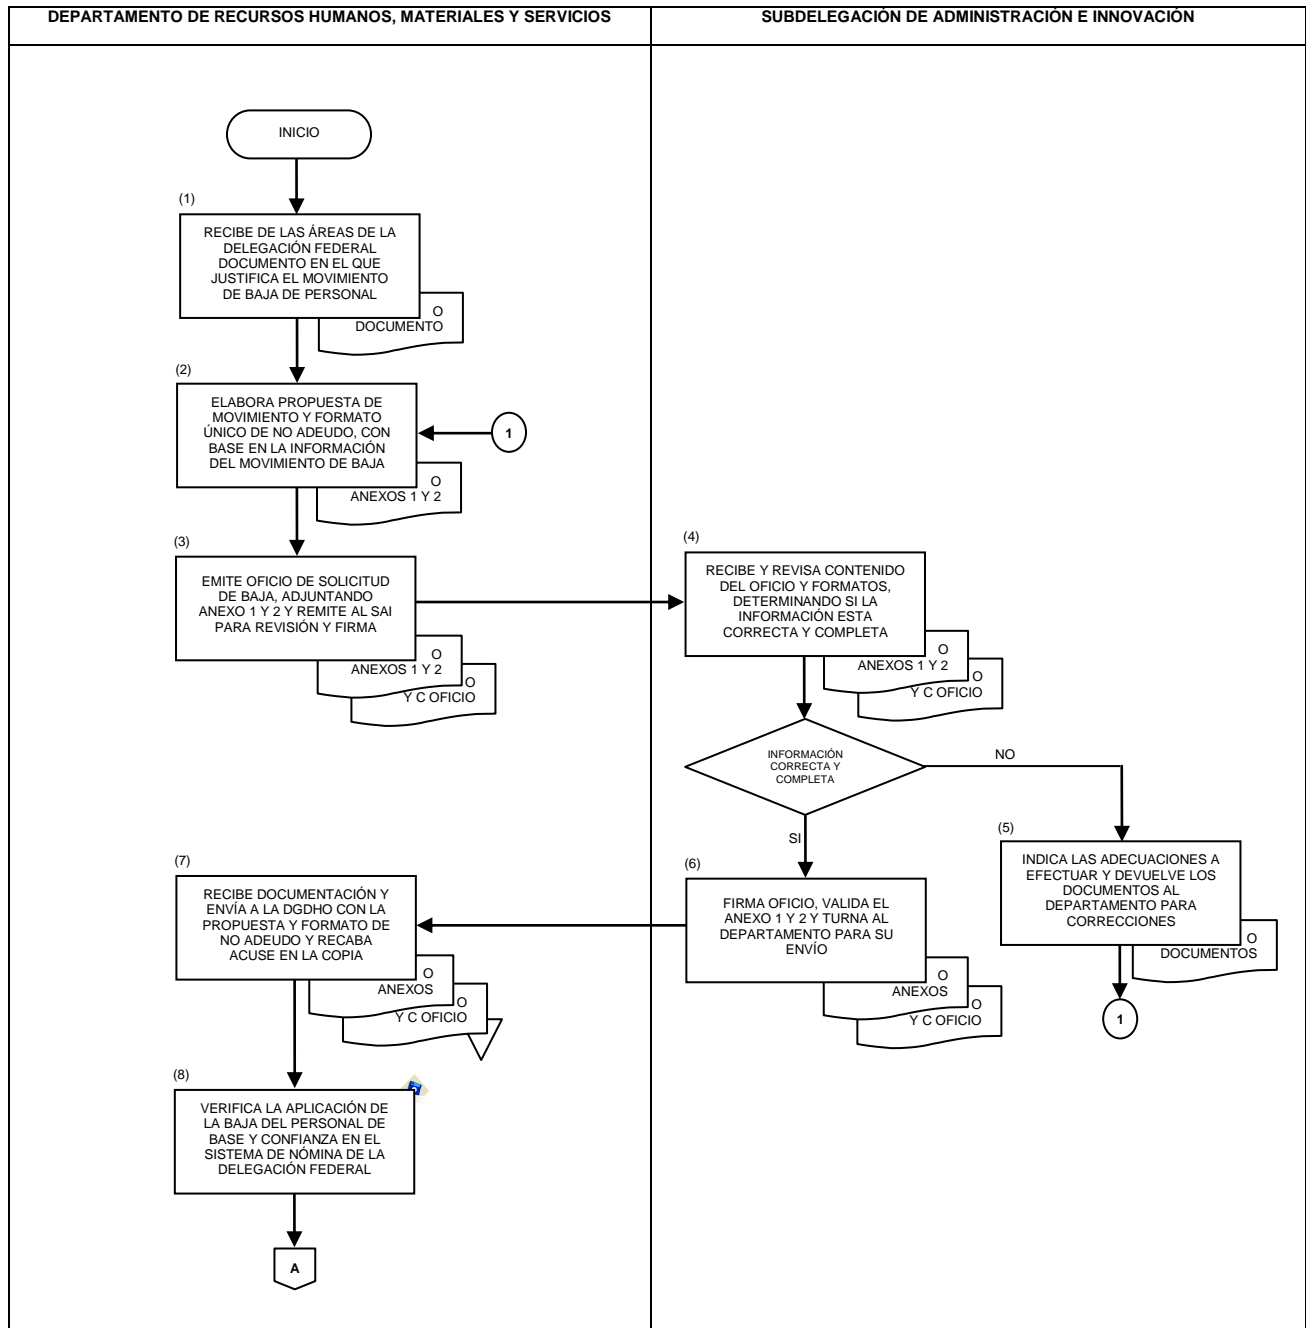 DEPARTAMENTO DE RECURSOS HUMANOS, MATERIALES Y SERVICIOS
SUBDELEGACIÓN DE ADMINISTRACIÓN E INNOVACIÓN
INICIO
(1)
RECIBE DE LAS ÁREAS DE LA
DELEGACIÓN FEDERAL
DOCUMENTO EN EL QUE
JUSTIFICA EL MOVIMIENTO
DE BAJA DE PERSONAL
O
DOCUMENTO
(2)
ELABORA PROPUESTA DE
MOVIMIENTO Y FORMATO
ÚNICO DE NO ADEUDO, CON
BASE EN LA INFORMACIÓN
DEL MOVIMIENTO DE BAJA
1
O
ANEXOS 1 Y 2
(3)
EMITE OFICIO DE SOLICITUD
DE BAJA, ADJUNTANDO
ANEXO 1 Y 2 Y REMITE AL SAI
PARA REVISIÓN Y FIRMA
O
ANEXOS 1 Y 2
O
Y C OFICIO
(4)
RECIBE Y REVISA CONTENIDO
DEL OFICIO Y FORMATOS,
DETERMINANDO SI LA
INFORMACIÓN ESTA
CORRECTA Y COMPLETA
O
ANEXOS 1 Y 2
O
Y C OFICIO
INFORMACIÓN
CORRECTA Y
COMPLETA
NO
SI
(5)
INDICA LAS ADECUACIONES A
EFECTUAR Y DEVUELVE LOS
DOCUMENTOS AL
DEPARTAMENTO PARA
CORRECCIONES
O
DOCUMENTOS
1
(6)
FIRMA OFICIO, VALIDA EL
ANEXO 1 Y 2 Y TURNA AL
DEPARTAMENTO PARA SU
ENVÍO
O
ANEXOS
O
Y C OFICIO
(7)
RECIBE DOCUMENTACIÓN Y
ENVÍA A LA DGDHO CON LA
PROPUESTA Y FORMATO DE
NO ADEUDO Y RECABA
ACUSE EN LA COPIA
O
ANEXOS
O
Y C OFICIO
(8)
VERIFICA LA APLICACIÓN DE
LA BAJA DEL PERSONAL DE
BASE Y CONFIANZA EN EL
SISTEMA DE NÓMINA DE LA
DELEGACIÓN FEDERAL
A